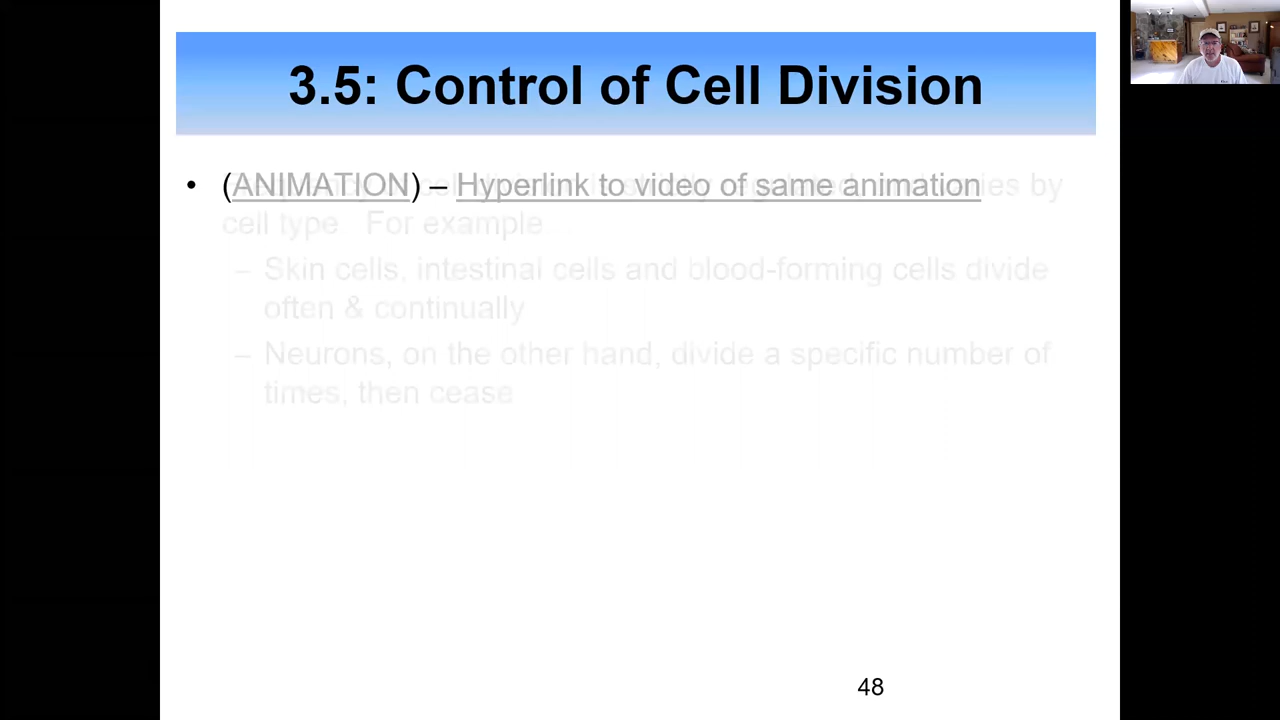 3.5: Control of Cell Division
• (ANIMATION) – Hyperlink to video of same animation
by
cell type For example
– Skin cells, intestinal cells and blood-forming cells divide
often & continually
– Neurons, on the other hand, divide a specific number of
times, then cease
48